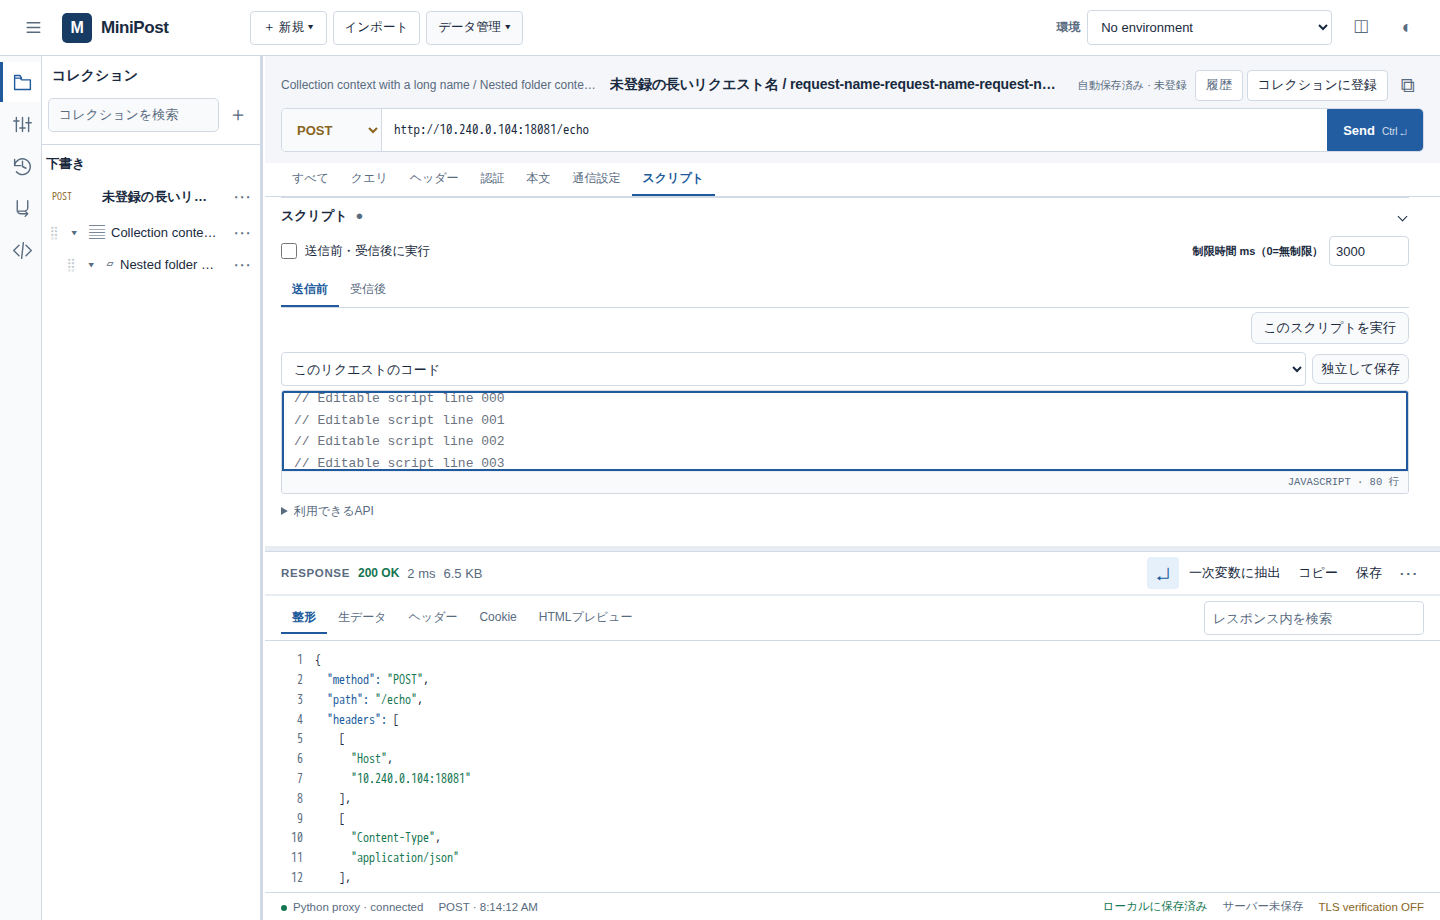 M MiniPost
＋ 新規 ▾ インポート データ管理 ▾
環境 No environment
コレクション
コレクションを検索 ＋
下書き
POST 未登録の長いリ… ···
Collection conte… ···
Nested folder … ···
Collection context with a long name / Nested folder conte… 未登録の長いリクエスト名 / request-name-request-name-request-n… 自動保存済み · 未登録 履歴 コレクションに登録
POST http://10.240.0.104:18081/echo Send Ctrl ↵
すべて クエリ ヘッダー 認証 本文 通信設定 スクリプト
スクリプト ●
送信前・受信後に実行 制限時間 ms（0=無制限） 3000
送信前 受信後
このスクリプトを実行
このリクエストのコード 独立して保存
// Editable script line 000
// Editable script line 001
// Editable script line 002
// Editable script line 003
JAVASCRIPT · 80 行
▶ 利用できるAPI
RESPONSE 200 OK 2 ms 6.5 KB 一次変数に抽出 コピー 保存 ···
整形 生データ ヘッダー Cookie HTMLプレビュー レスポンス内を検索
1 {
2 "method": "POST",
3 "path": "/echo",
4 "headers": [
5 [
6 "Host",
7 "10.240.0.104:18081"
8 ],
9 [
10 "Content-Type",
11 "application/json"
12 ],
Python proxy · connected POST · 8:14:12 AM ローカルに保存済み サーバー未保存 TLS verification OFF